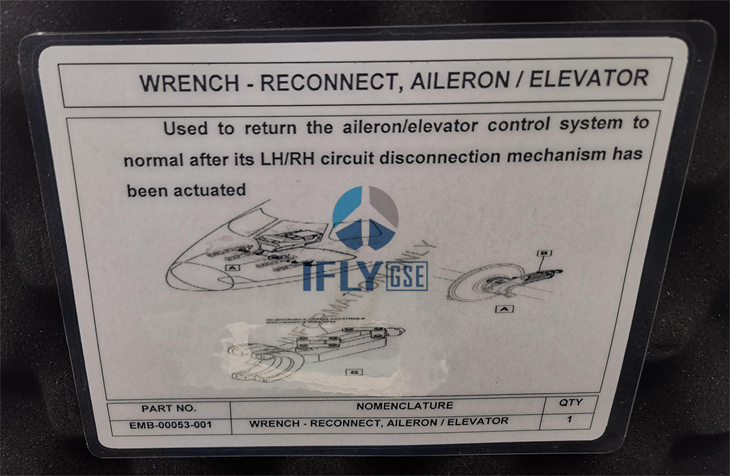 WRENCH - RECONNECT, AILERON / ELEVATOR
Used to return the aileron/elevator control system to
normal after its LH/RH circuit disconnection mechanism has
been actuated
INFORMATION ONLY
IFLY GSE
A
B
A
B
PART NO. NOMENCLATURE QTY
EMB-00053-001 WRENCH - RECONNECT, AILERON / ELEVATOR 1